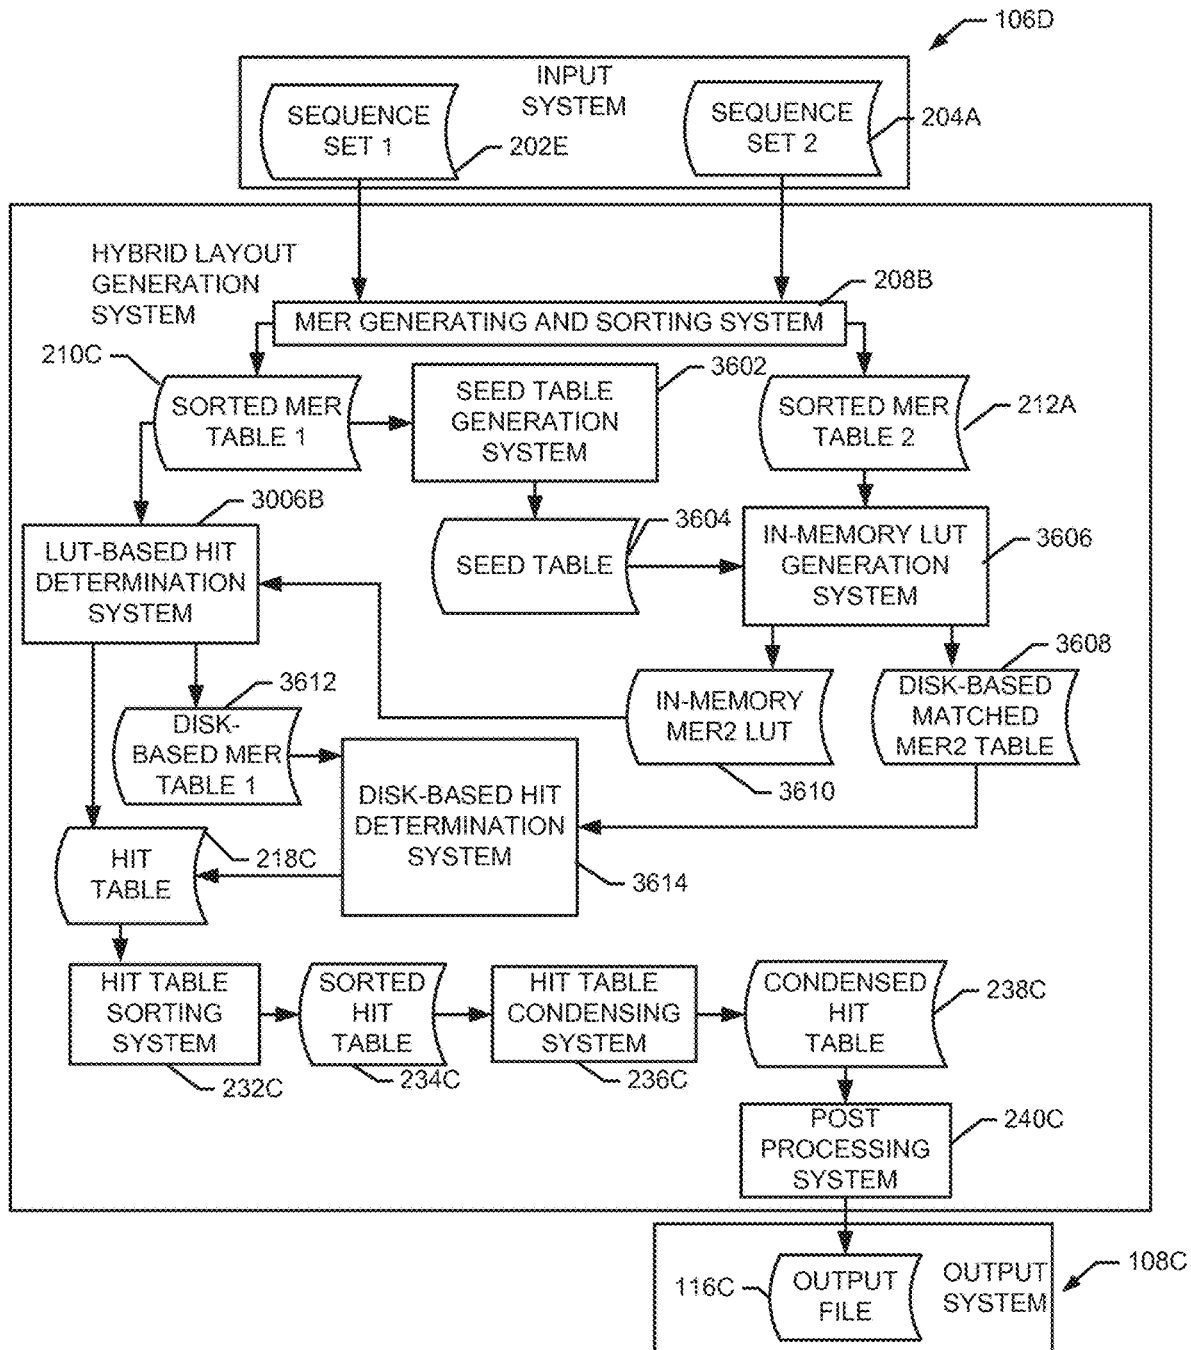 106D
INPUT
SYSTEM
SEQUENCE
SET 1
202E
SEQUENCE
SET 2
204A
HYBRID LAYOUT
GENERATION
SYSTEM
208B
MER GENERATING AND SORTING SYSTEM
210C
SORTED MER
TABLE 1
SEED TABLE
GENERATION
SYSTEM
3602
SORTED MER
TABLE 2
212A
3006B
LUT-BASED HIT
DETERMINATION
SYSTEM
SEED TABLE
3604
IN-MEMORY LUT
GENERATION
SYSTEM
3606
3612
DISK-
BASED MER
TABLE 1
IN-MEMORY
MER2 LUT
3610
3608
DISK-BASED
MATCHED
MER2 TABLE
DISK-BASED HIT
DETERMINATION
SYSTEM
3614
HIT
TABLE
218C
HIT TABLE
SORTING
SYSTEM
232C
SORTED
HIT
TABLE
234C
HIT TABLE
CONDENSING
SYSTEM
236C
CONDENSED
HIT
TABLE
238C
POST
PROCESSING
SYSTEM
240C
116C
OUTPUT
FILE
OUTPUT
SYSTEM
108C